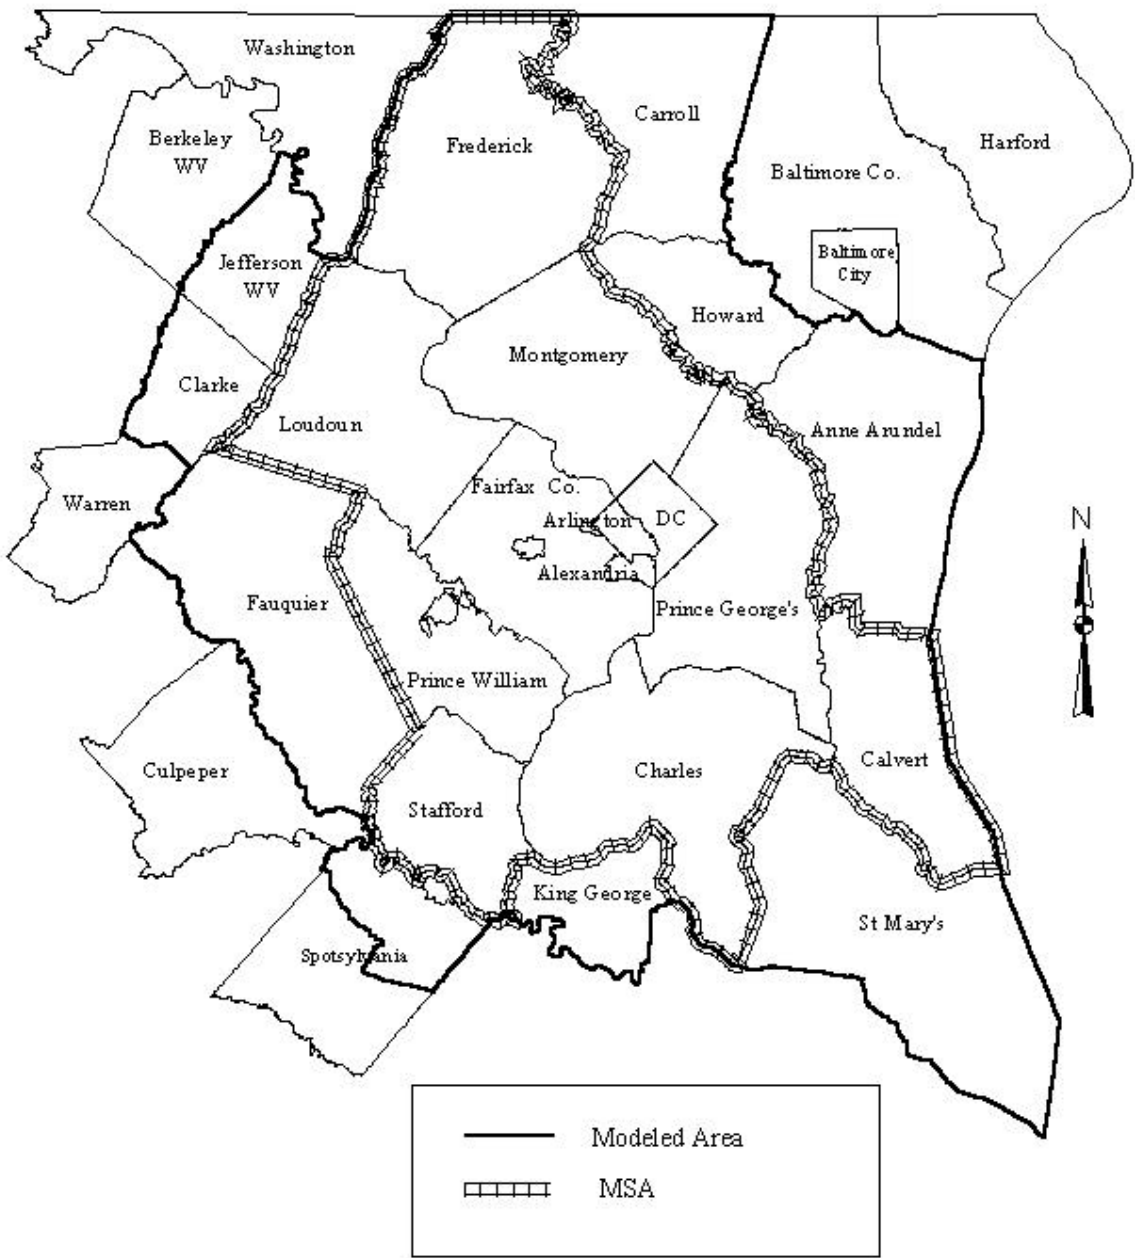 Washington
Carroll
Frederick
Berkeley
WV
Harford
Baltimore Co.
Jefferson
WV
Baltimore
City
Howard
Montgomery
Clarke
Loudoun
Anne Arundel
Warren
Fairfax Co.
Arlington
DC
N
Alexandria
Fauquier
Prince George's
Prince William
Culpeper
Charles
Calvert
Stafford
King George
St Mary's
Spotsylvania
Modeled Area
MSA